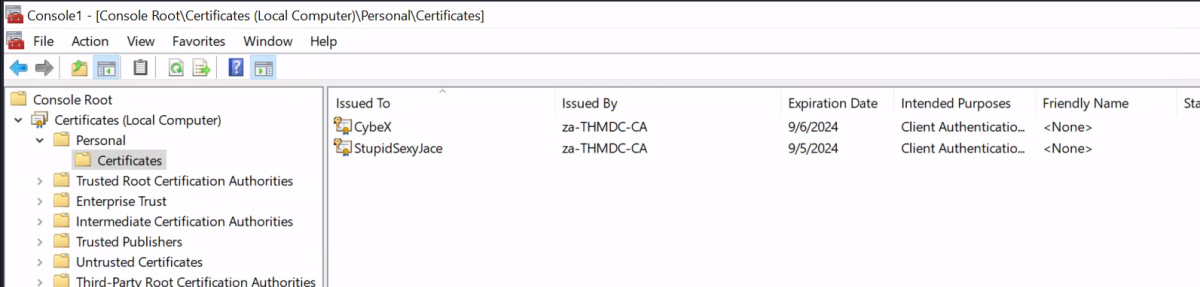 Console1 - [Console Root\Certificates (Local Computer)\Personal\Certificates]
File Action View Favorites Window Help
Console Root
Certificates (Local Computer)
Personal
Certificates
Trusted Root Certification Authorities
Enterprise Trust
Intermediate Certification Authorities
Trusted Publishers
Untrusted Certificates
Third-Party Root Certification Authorities
Issued To Issued By Expiration Date Intended Purposes Friendly Name Sta
CybeX za-THMDC-CA 9/6/2024 Client Authenticatio... <None>
StupidSexyJace za-THMDC-CA 9/5/2024 Client Authenticatio... <None>